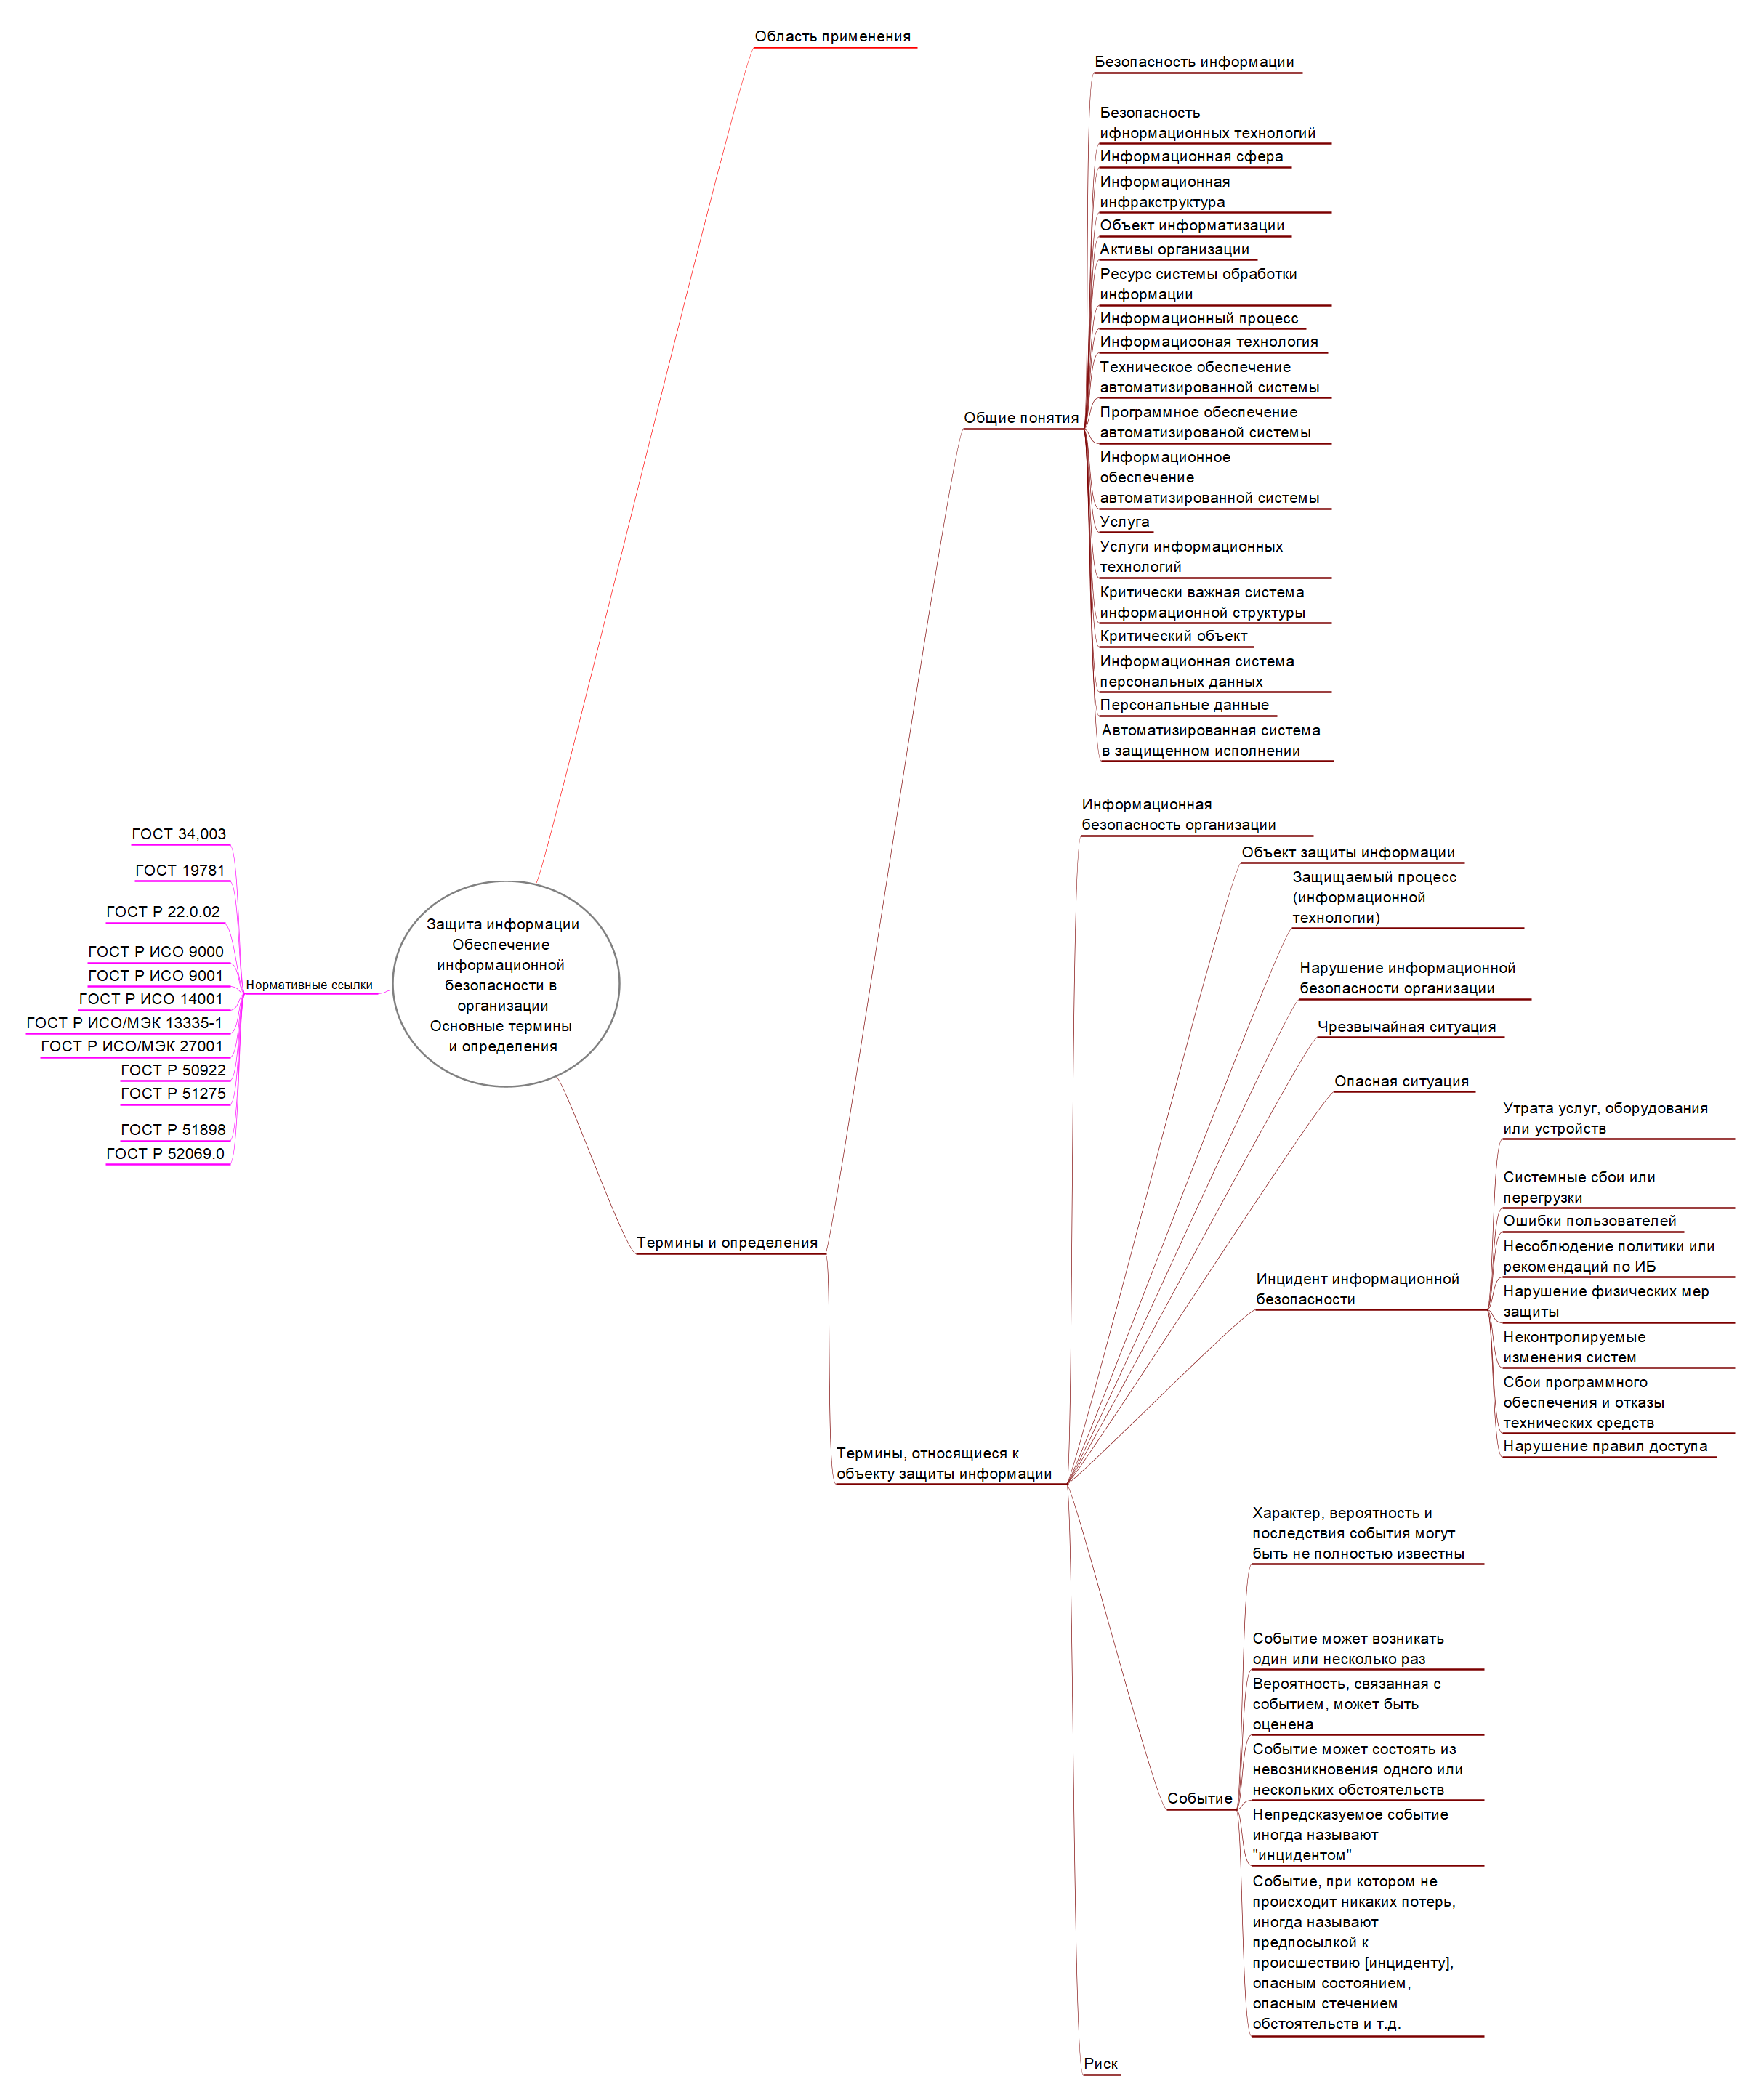 Область применения
Безопасность информации
Безопасность
ифнормационных технологий
Информационная сфера
Информационная
инфракструктура
Объект информатизации
Активы организации
Ресурс системы обработки
информации
Информационный процесс
Информациооная технология
Техническое обеспечение
автоматизированной системы
Общие понятия
Программное обеспечение
автоматизированой системы
Информационное
обеспечение
автоматизированной системы
Услуга
Услуги информационных
технологий
Критически важная система
информационной структуры
Критический объект
Информационная система
персональных данных
Персональные данные
Автоматизированная система
в защищенном исполнении
ГОСТ 34,003
ГОСТ 19781
ГОСТ Р 22.0.02
ГОСТ Р ИСО 9000
ГОСТ Р ИСО 9001
ГОСТ Р ИСО 14001
ГОСТ Р ИСО/МЭК 13335-1
ГОСТ Р ИСО/МЭК 27001
ГОСТ Р 50922
ГОСТ Р 51275
ГОСТ Р 51898
ГОСТ Р 52069.0
Нормативные ссылки
Защита информации
Обеспечение
информационной
безопасности в
организации
Основные термины
и определения
Термины и определения
Термины, относящиеся к
объекту защиты информации
Информационная
безопасность организации
Объект защиты информации
Защищаемый процесс
(информационной
технологии)
Нарушение информационной
безопасности организации
Чрезвычайная ситуация
Опасная ситуация
Инцидент информационной
безопасности
Утрата услуг, оборудования
или устройств
Системные сбои или
перегрузки
Ошибки пользователей
Несоблюдение политики или
рекомендаций по ИБ
Нарушение физических мер
защиты
Неконтролируемые
изменения систем
Сбои программного
обеспечения и отказы
технических средств
Нарушение правил доступа
Событие
Характер, вероятность и
последствия события могут
быть не полностью известны
Событие может возникать
один или несколько раз
Вероятность, связанная с
событием, может быть
оценена
Событие может состоять из
невозникновения одного или
нескольких обстоятельств
Непредсказуемое событие
иногда называют
"инцидентом"
Событие, при котором не
происходит никаких потерь,
иногда называют
предпосылкой к
происшествию [инциденту],
опасным состоянием,
опасным стечением
обстоятельств и т.д.
Риск